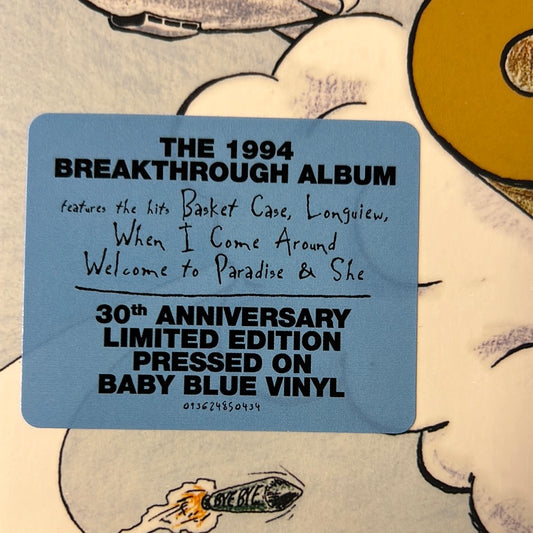 THE 1994
BREAKTHROUGH ALBUM
features the hits Basket Case, Longview,
When I Come Around
Welcome to Paradise & She
30th ANNIVERSARY
LIMITED EDITION
PRESSED ON
BABY BLUE VINYL
093624850434
BYE BYE